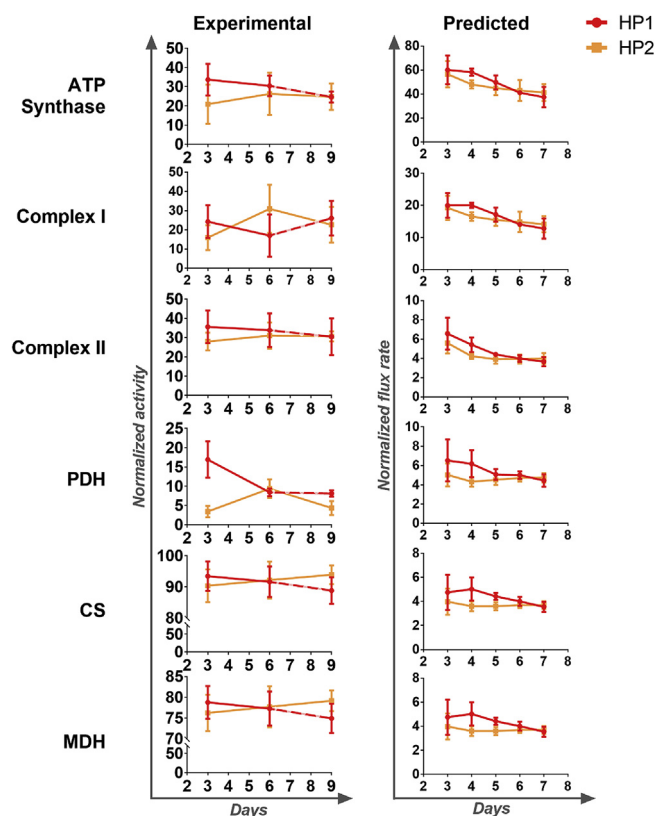 Experimental
Predicted
HP1
HP2
ATP
Synthase
50
40
30
20
10
0
2 3 4 5 6 7 8 9
80
60
40
20
0
2 3 4 5 6 7 8
Complex I
50
40
30
20
10
0
2 3 4 5 6 7 8 9
30
20
10
0
2 3 4 5 6 7 8
Complex II
50
40
30
20
10
0
2 3 4 5 6 7 8 9
10
8
6
4
2
0
2 3 4 5 6 7 8
PDH
25
20
15
10
5
0
2 3 4 5 6 7 8 9
10
8
6
4
2
0
2 3 4 5 6 7 8
CS
100
90
80
50
0
2 3 4 5 6 7 8 9
8
6
4
2
0
2 3 4 5 6 7 8
MDH
85
80
75
70
50
0
2 3 4 5 6 7 8 9
8
6
4
2
0
2 3 4 5 6 7 8
Normalized activity
Normalized flux rate
Days
Days